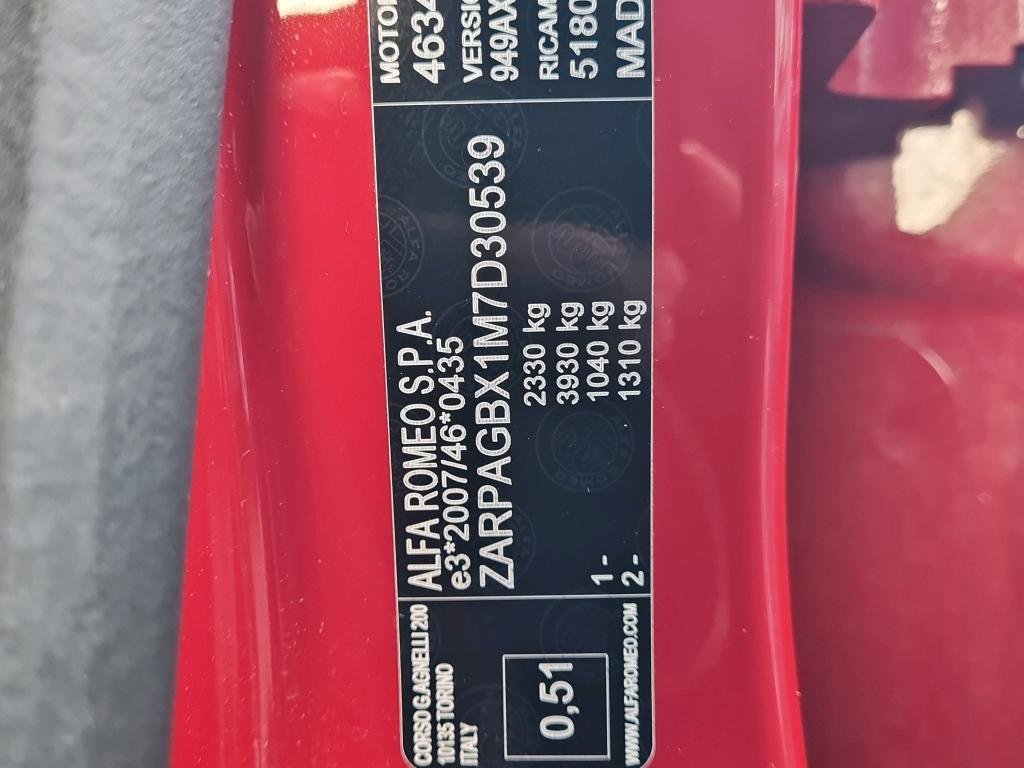 CORSO G.AGNELLI 200
10135 TORINO
ITALY
0,51
WWW.ALFAROMEO.COM
ALFA ROMEO S.P.A.
e3*2007/46*0435
ZARPAGBX1M7D30539
2330 kg
3930 kg
1- 1040 kg
2- 1310 kg
MOTOR
4634
VERSIO
949AX
RICAM
5180
MAD